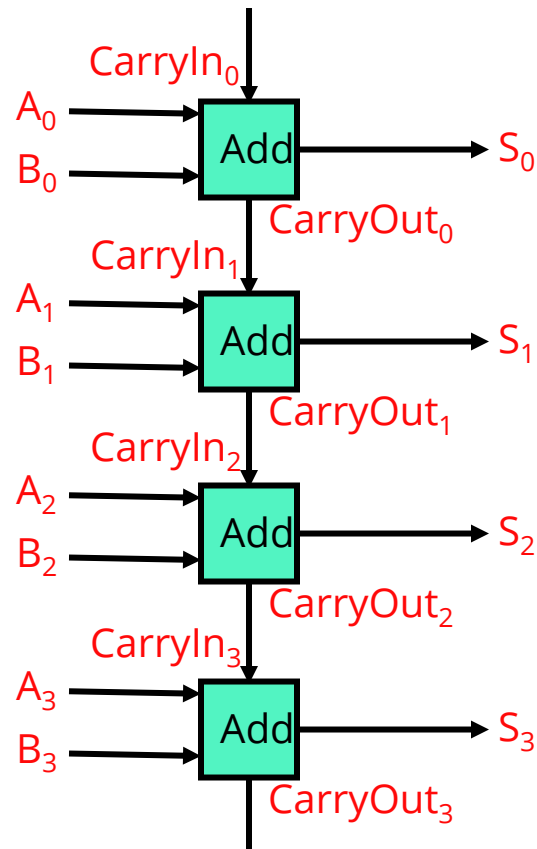 CarryIn₀
A₀
Add
S₀
B₀
CarryOut₀
CarryIn₁
A₁
Add
S₁
B₁
CarryOut₁
CarryIn₂
A₂
Add
S₂
B₂
CarryOut₂
CarryIn₃
A₃
Add
S₃
B₃
CarryOut₃